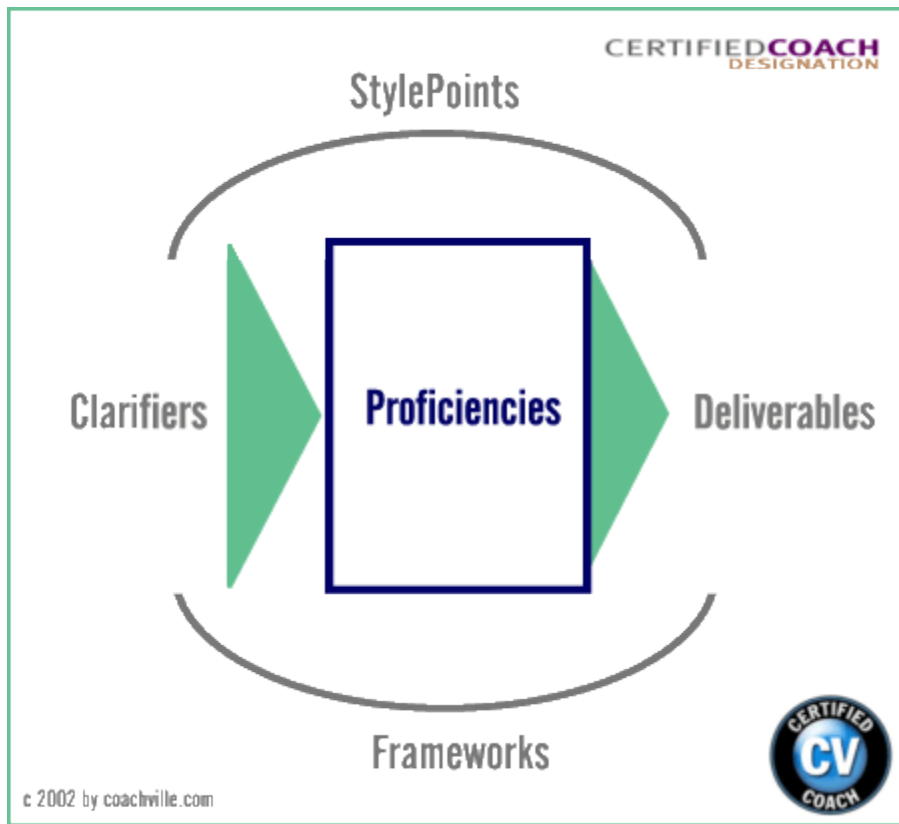 CERTIFIEDCOACH
DESIGNATION
StylePoints
Clarifiers
Proficiencies
Deliverables
Frameworks
CERTIFIED
CV
COACH
c 2002 by coachville.com